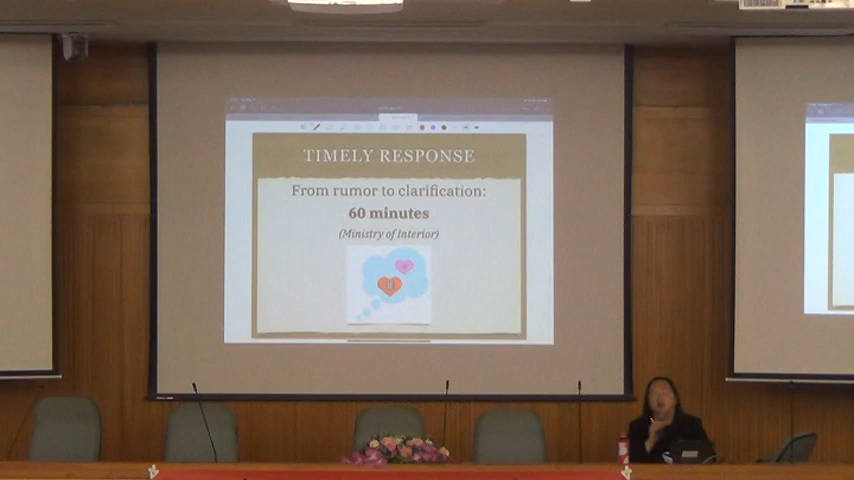 TIMELY RESPONSE
From rumor to clarification:
60 minutes
(Ministry of Interior)